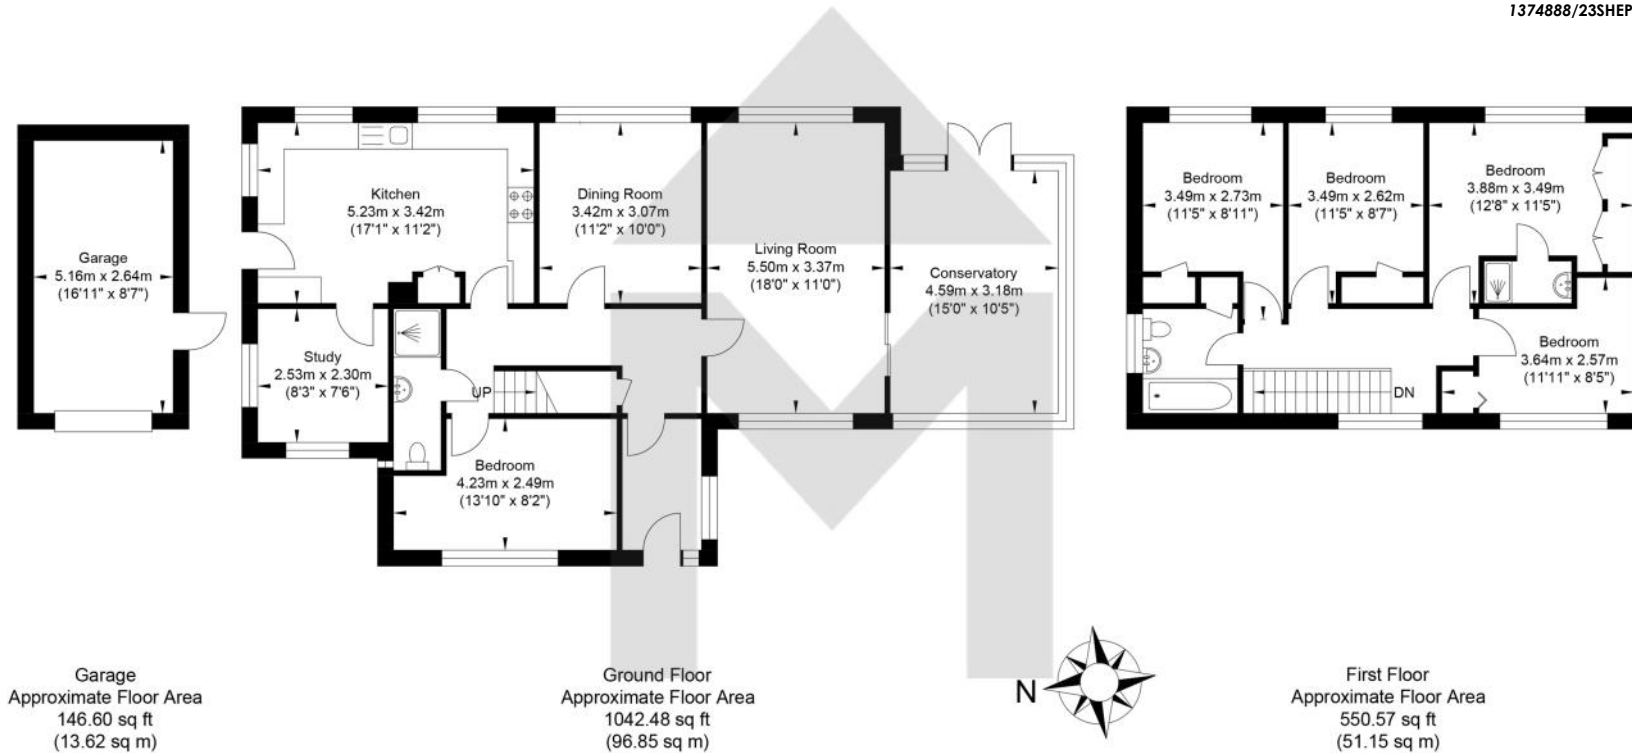 1374888/23SHEP
Garage
5.16m x 2.64m
(16'11" x 8'7")
Kitchen
5.23m x 3.42m
(17'1" x 11'2")
Dining Room
3.42m x 3.07m
(11'2" x 10'0")
Living Room
5.50m x 3.37m
(18'0" x 11'0")
Conservatory
4.59m x 3.18m
(15'0" x 10'5")
Study
2.53m x 2.30m
(8'3" x 7'6")
UP
Bedroom
4.23m x 2.49m
(13'10" x 8'2")
Bedroom
3.49m x 2.73m
(11'5" x 8'11")
Bedroom
3.49m x 2.62m
(11'5" x 8'7")
Bedroom
3.88m x 3.49m
(12'8" x 11'5")
Bedroom
3.64m x 2.57m
(11'11" x 8'5")
DN
Garage
Approximate Floor Area
146.60 sq ft
(13.62 sq m)
Ground Floor
Approximate Floor Area
1042.48 sq ft
(96.85 sq m)
N
First Floor
Approximate Floor Area
550.57 sq ft
(51.15 sq m)